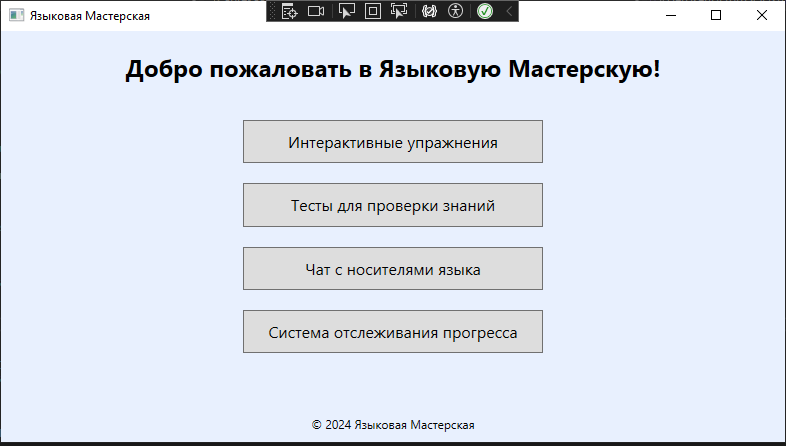 Языковая Мастерская
Добро пожаловать в Языковую Мастерскую!
Интерактивные упражнения
Тесты для проверки знаний
Чат с носителями языка
Система отслеживания прогресса
© 2024 Языковая Мастерская